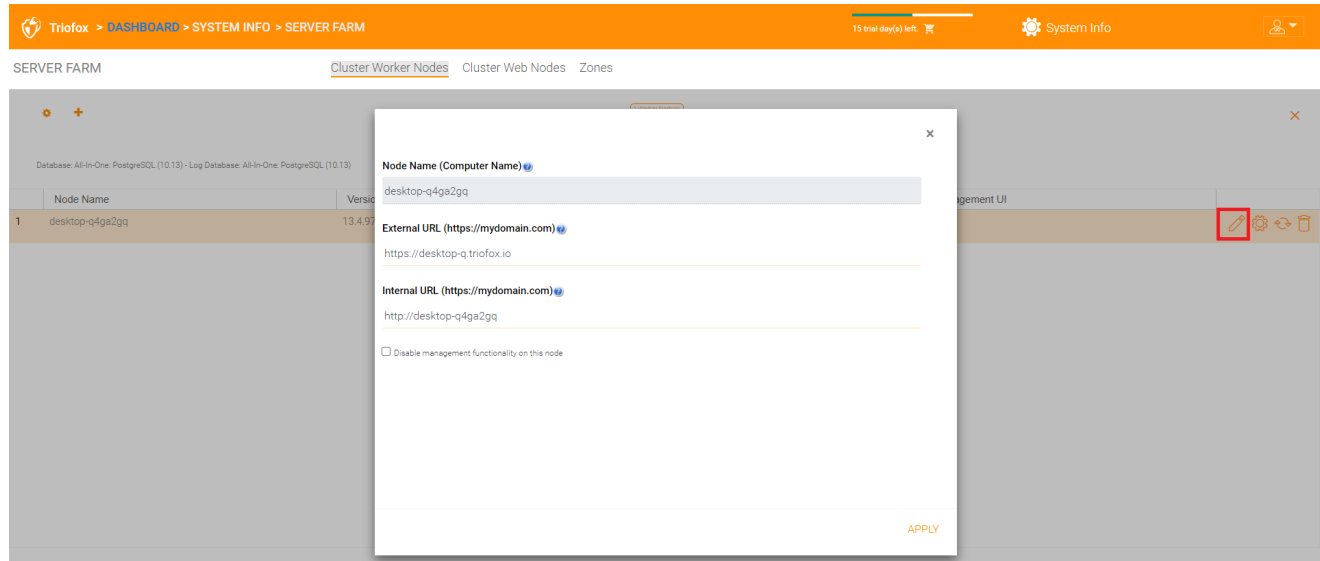 Triofox > DASHBOARD > SYSTEM INFO > SERVER FARM
15 trial day(s) left.
System Info
SERVER FARM
Cluster Worker Nodes Cluster Web Nodes Zones
Database: All-In-One: PostgreSQL (10.13) - Log Database: All-In-One: PostgreSQL (10.13)
Node Name
Versio
agement UI
1 desktop-q4ga2gq 13.4.97
×
Node Name (Computer Name)
desktop-q4ga2gq
External URL (https://mydomain.com)
https://desktop-q.triofox.io
Internal URL (https://mydomain.com)
http://desktop-q4ga2gq
Disable management functionality on this node
APPLY